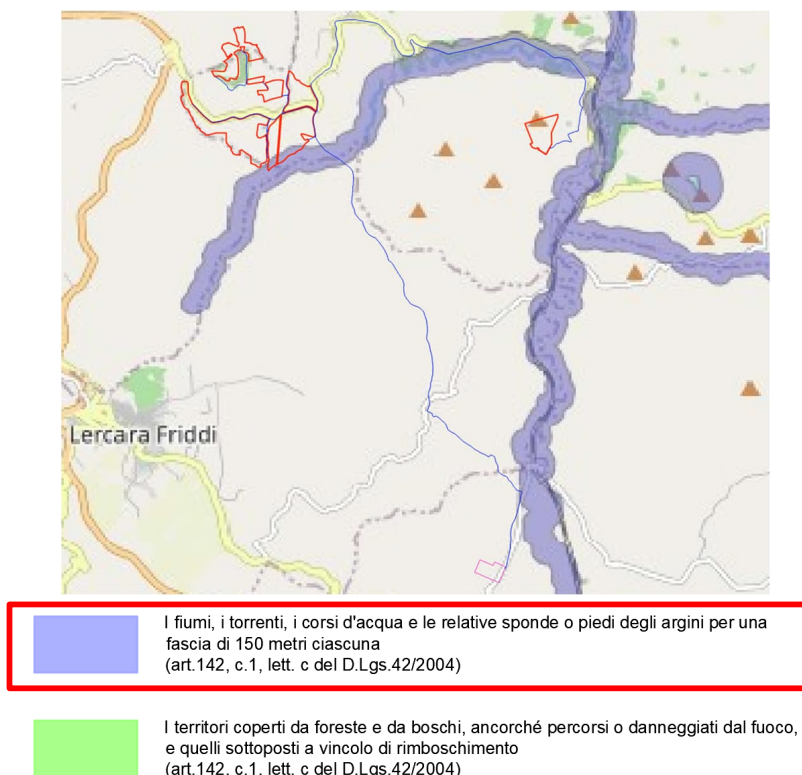 Lercara Friddi
I fiumi, i torrenti, i corsi d'acqua e le relative sponde o piedi degli argini per una
fascia di 150 metri ciascuna
(art.142, c.1, lett. c del D.Lgs.42/2004)
I territori coperti da foreste e da boschi, ancorché percorsi o danneggiati dal fuoco,
e quelli sottoposti a vincolo di rimboschimento
(art.142, c.1, lett. c del D.Lgs.42/2004)